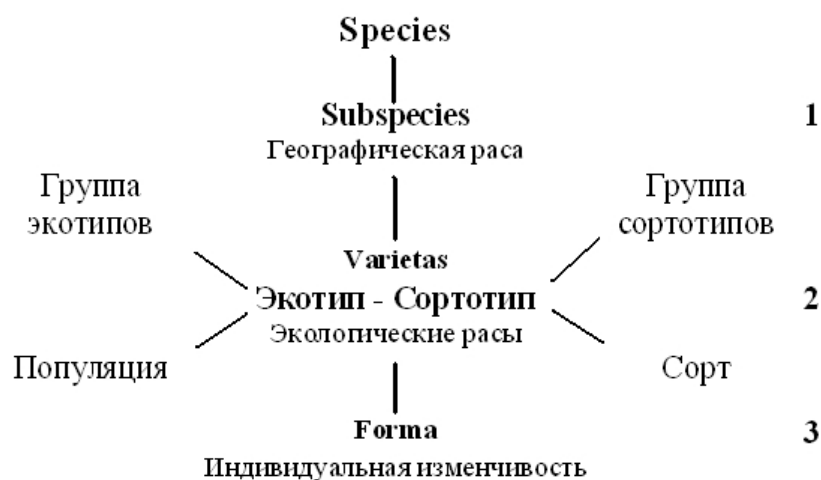 Species
Subspecies 1
Географическая раса
Группа экотипов
Группа сортотипов
Varietas
Экотип - Сортотип 2
Экологические расы
Популяция
Сорт
Forma 3
Индивидуальная изменчивость